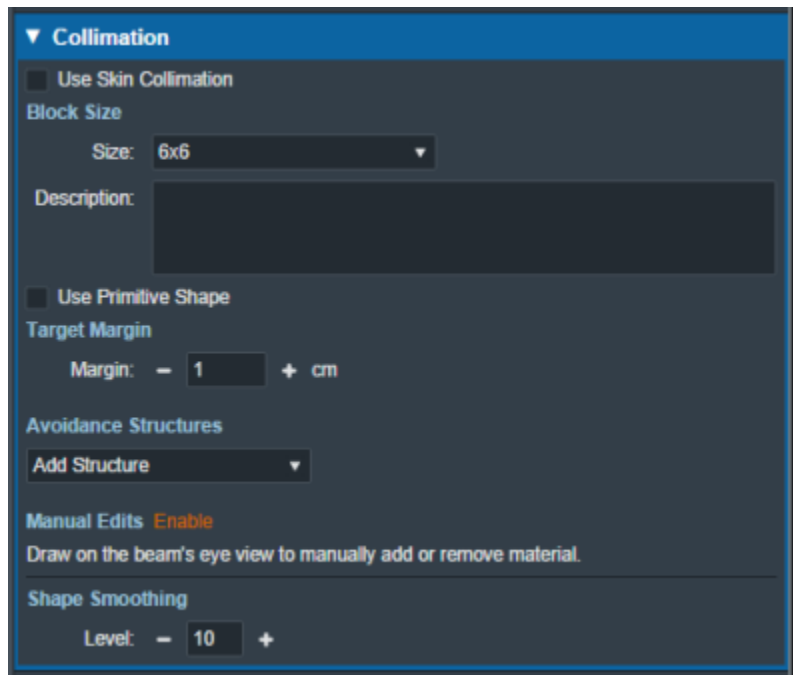 ▼ Collimation
Use Skin Collimation
Block Size
Size: 6x6 ▼
Description:
Use Primitive Shape
Target Margin
Margin: − 1 + cm
Avoidance Structures
Add Structure ▼
Manual Edits Enable
Draw on the beam's eye view to manually add or remove material.
Shape Smoothing
Level: − 10 +